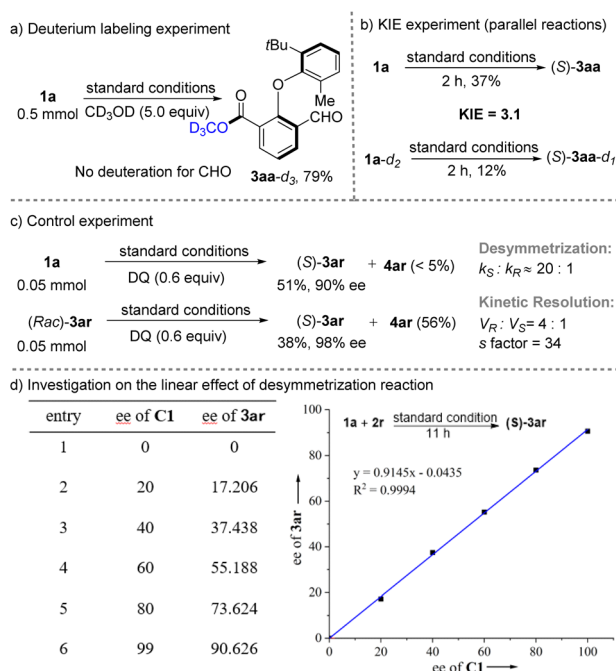 a) Deuterium labeling experiment
1a
0.5 mmol
standard conditions
CD3OD (5.0 equiv)
tBu
O
Me
O
D3CO
CHO
No deuteration for CHO
3aa-d3, 79%
b) KIE experiment (parallel reactions)
1a standard conditions (S)-3aa
2 h, 37%
KIE = 3.1
1a-d2 standard conditions (S)-3aa-d1
2 h, 12%
c) Control experiment
1a
0.05 mmol
standard conditions
DQ (0.6 equiv)
(S)-3ar + 4ar (< 5%)
51%, 90% ee
Desymmetrization:
kS : kR ≈ 20 : 1
(Rac)-3ar
0.05 mmol
standard conditions
DQ (0.6 equiv)
(S)-3ar + 4ar (56%)
38%, 98% ee
Kinetic Resolution:
VR : VS= 4 : 1
s factor = 34
d) Investigation on the linear effect of desymmetrization reaction
entry ee of C1 ee of 3ar
1 0 0
2 20 17.206
3 40 37.438
4 60 55.188
5 80 73.624
6 99 90.626
1a + 2r standard condition (S)-3ar
11 h
y = 0.9145x - 0.0435
R2 = 0.9994
ee of 3ar
100
80
60
40
20
0
0 20 40 60 80 100
ee of C1